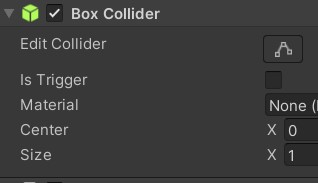 Box Collider
Edit Collider
Is Trigger
Material None (
Center X 0
Size X 1